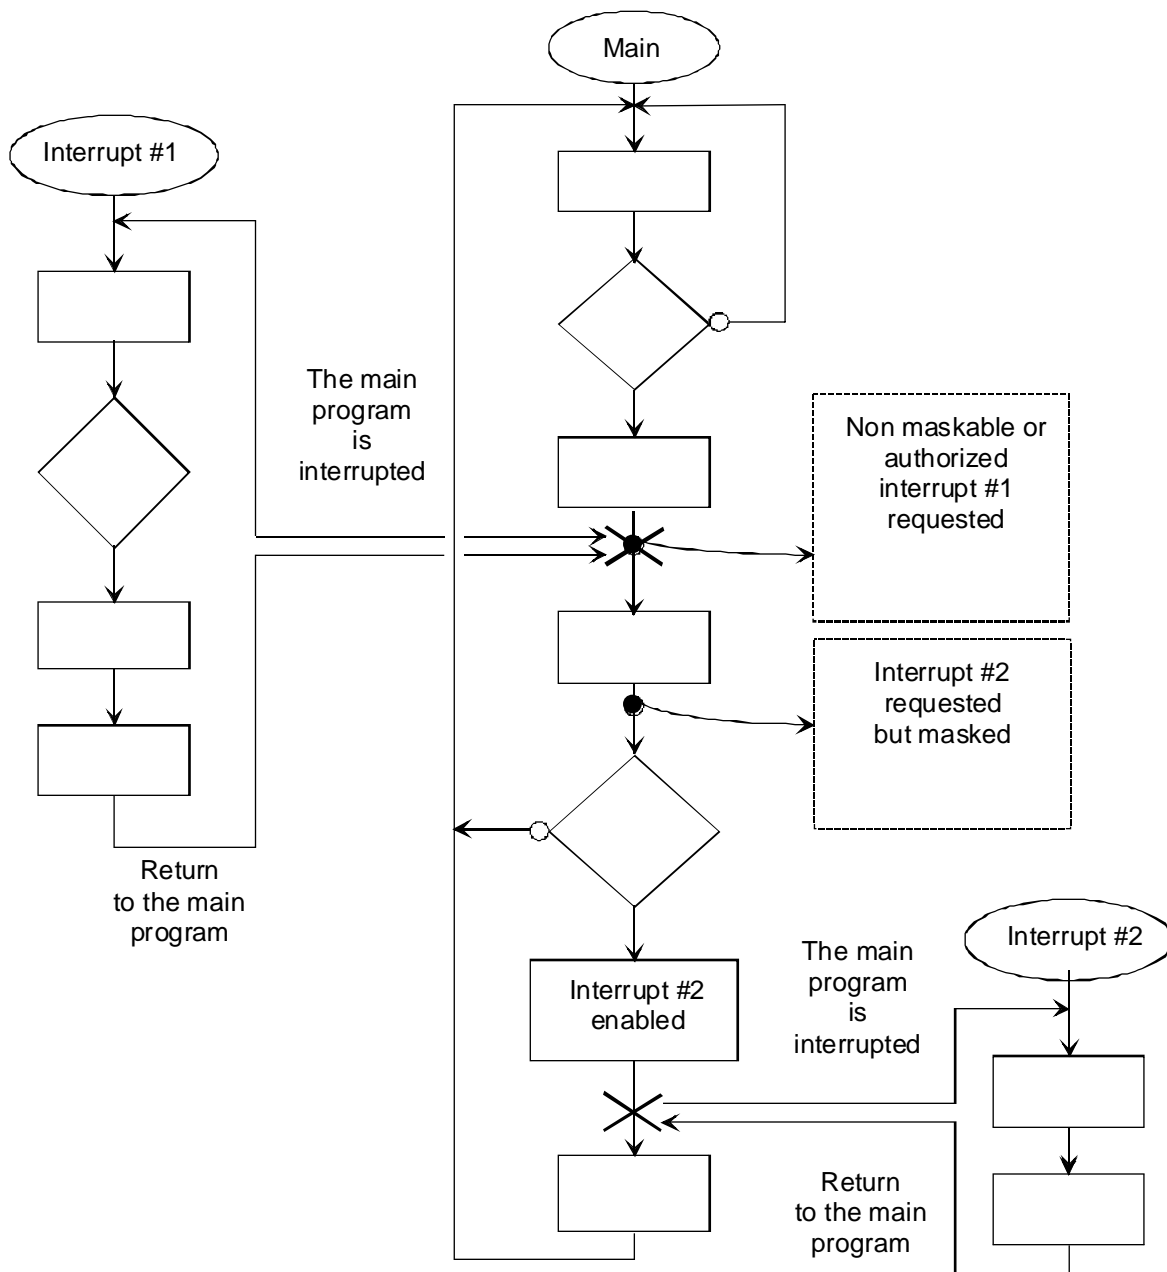 Main
Interrupt #1
The main
program
is
interrupted
Non maskable or
authorized
interrupt #1
requested
Interrupt #2
requested
but masked
Return
to the main
program
Interrupt #2
enabled
The main
program
is
interrupted
Interrupt #2
Return
to the main
program